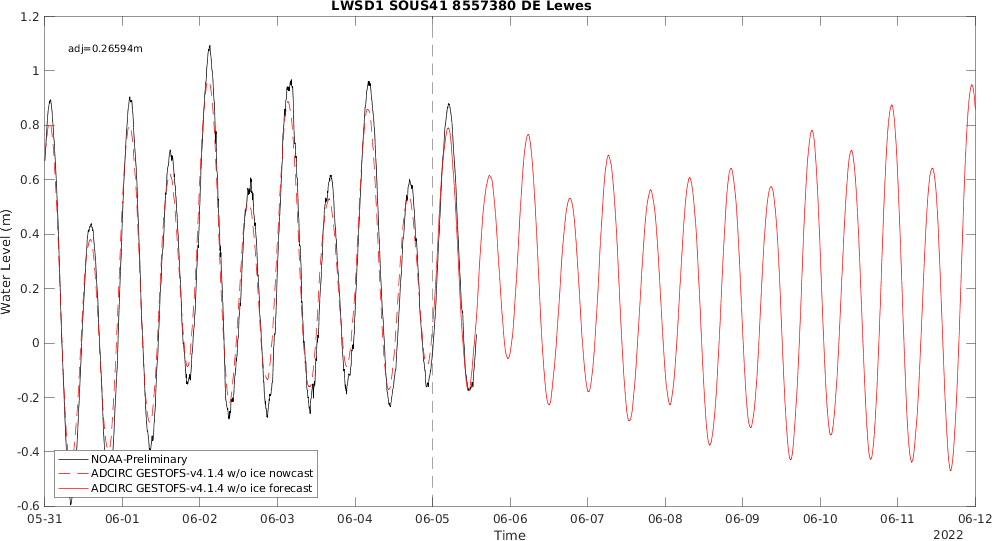 LWSD1 SOUS41 8557380 DE Lewes
1.2
1
0.8
0.6
0.4
0.2
0
-0.2
-0.4
-0.6
Water Level (m)
adj=0.26594m
NOAA-Preliminary
ADCIRC GESTOFS-v4.1.4 w/o ice nowcast
ADCIRC GESTOFS-v4.1.4 w/o ice forecast
05-31 06-01 06-02 06-03 06-04 06-05 06-06 06-07 06-08 06-09 06-10 06-11 06-12
Time
2022